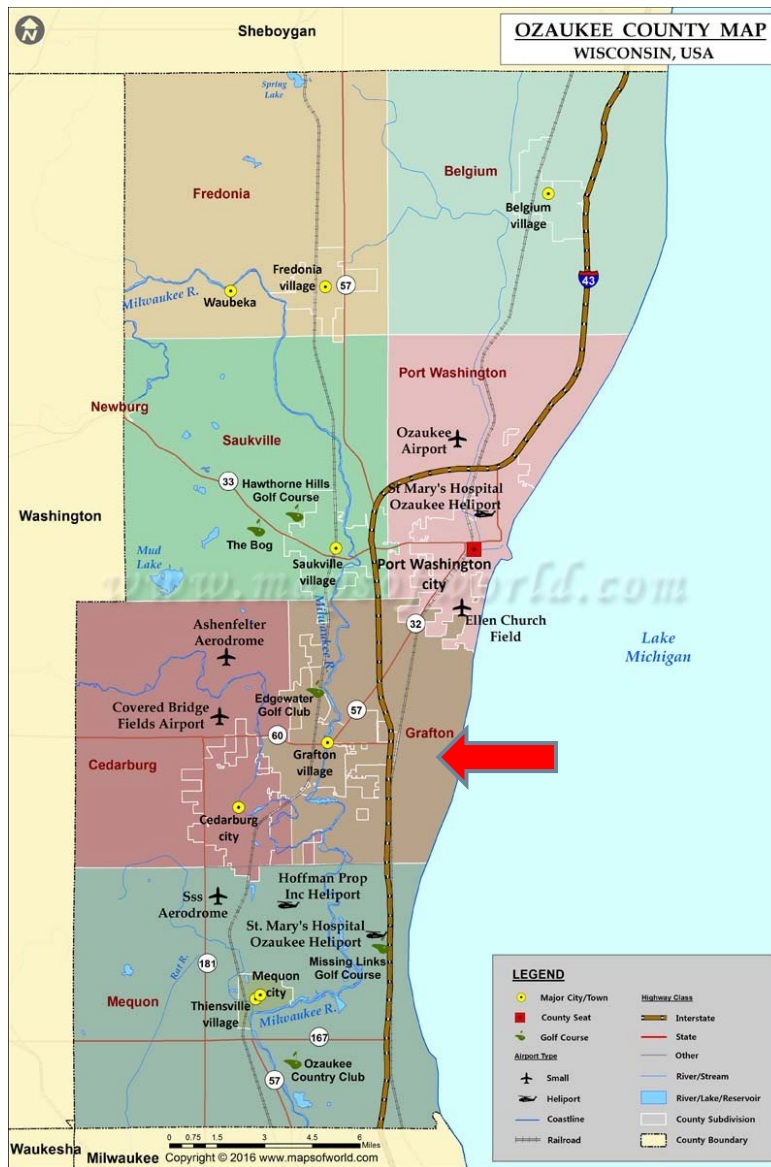 Sheboygan
OZAUKEE COUNTY MAP
WISCONSIN, USA
Spring
Lake
Belgium
Fredonia
Belgium
village
Fredonia
village
57
43
Waubeka
Milwaukee R.
Port Washington
Newburg
Saukville
Ozaukee
Airport
33
Hawthorne Hills
Golf Course
St Mary's Hospital
Ozaukee Heliport
Washington
The Bog
Mud
Lake
Saukville
village
Port Washington
city
www.mapsofworld.com
Milwaukee R.
Ashenfelter
Aerodrome
32
Ellen Church
Field
Lake
Michigan
Edgewater
Golf Club
Covered Bridge
Fields Airport
57
60
Grafton
Grafton
village
Cedarburg
Cedarburg
city
Hoffman Prop
Inc Heliport
Sss
Aerodrome
St. Mary's Hospital
Ozaukee Heliport
Missing Links
Golf Course
Rat R.
181
Mequon
city
Mequon
Thiensville
village
Milwaukee R.
167
Ozaukee
Country Club
57
LEGEND
Major City/Town
County Seat
Golf Course
Airport Type
Small
Heliport
Coastline
Railroad
Highway Class
Interstate
State
Other
River/Stream
River/Lake/Reservoir
County Subdivision
County Boundary
0 0.75 1.5 3 4.5 6
Miles
Waukesha
Milwaukee
Copyright © 2016 www.mapsofworld.com